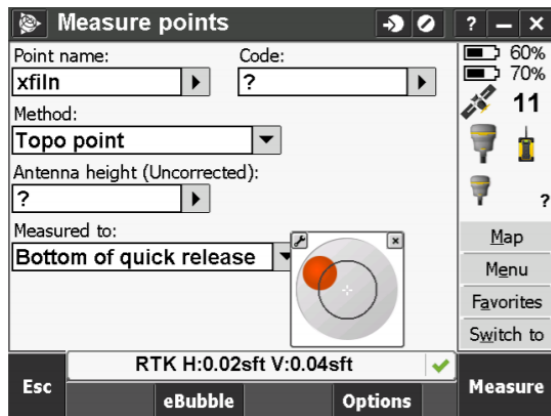 Measure points
? – ×
Point name:
Code:
xfiln
?
Method:
Topo point
Antenna height (Uncorrected):
?
Measured to:
Bottom of quick release
60%
70%
11
?
Map
Menu
Favorites
Switch to
RTK H:0.02sft V:0.04sft
Esc
eBubble
Options
Measure